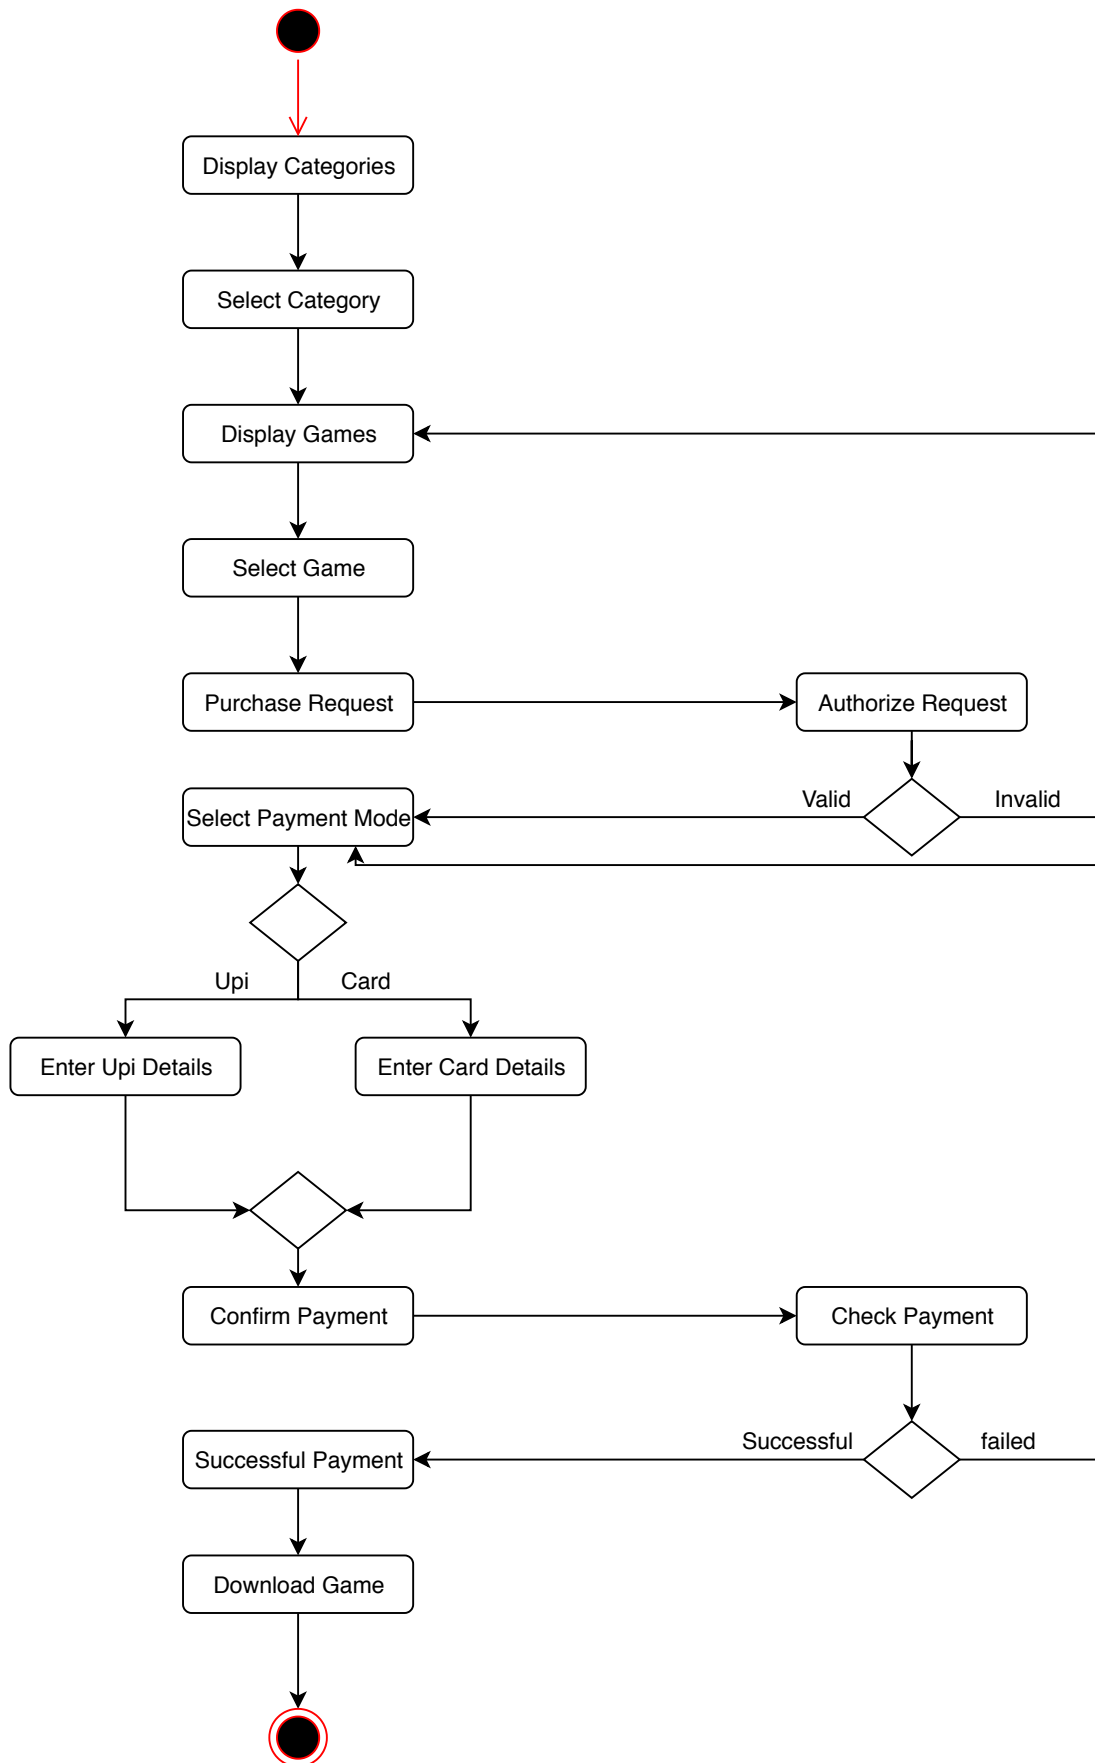 Display Categories
Select Category
Display Games
Select Game
Purchase Request
Authorize Request
Valid
Invalid
Select Payment Mode
Upi
Card
Enter Upi Details
Enter Card Details
Confirm Payment
Check Payment
Successful
failed
Successful Payment
Download Game